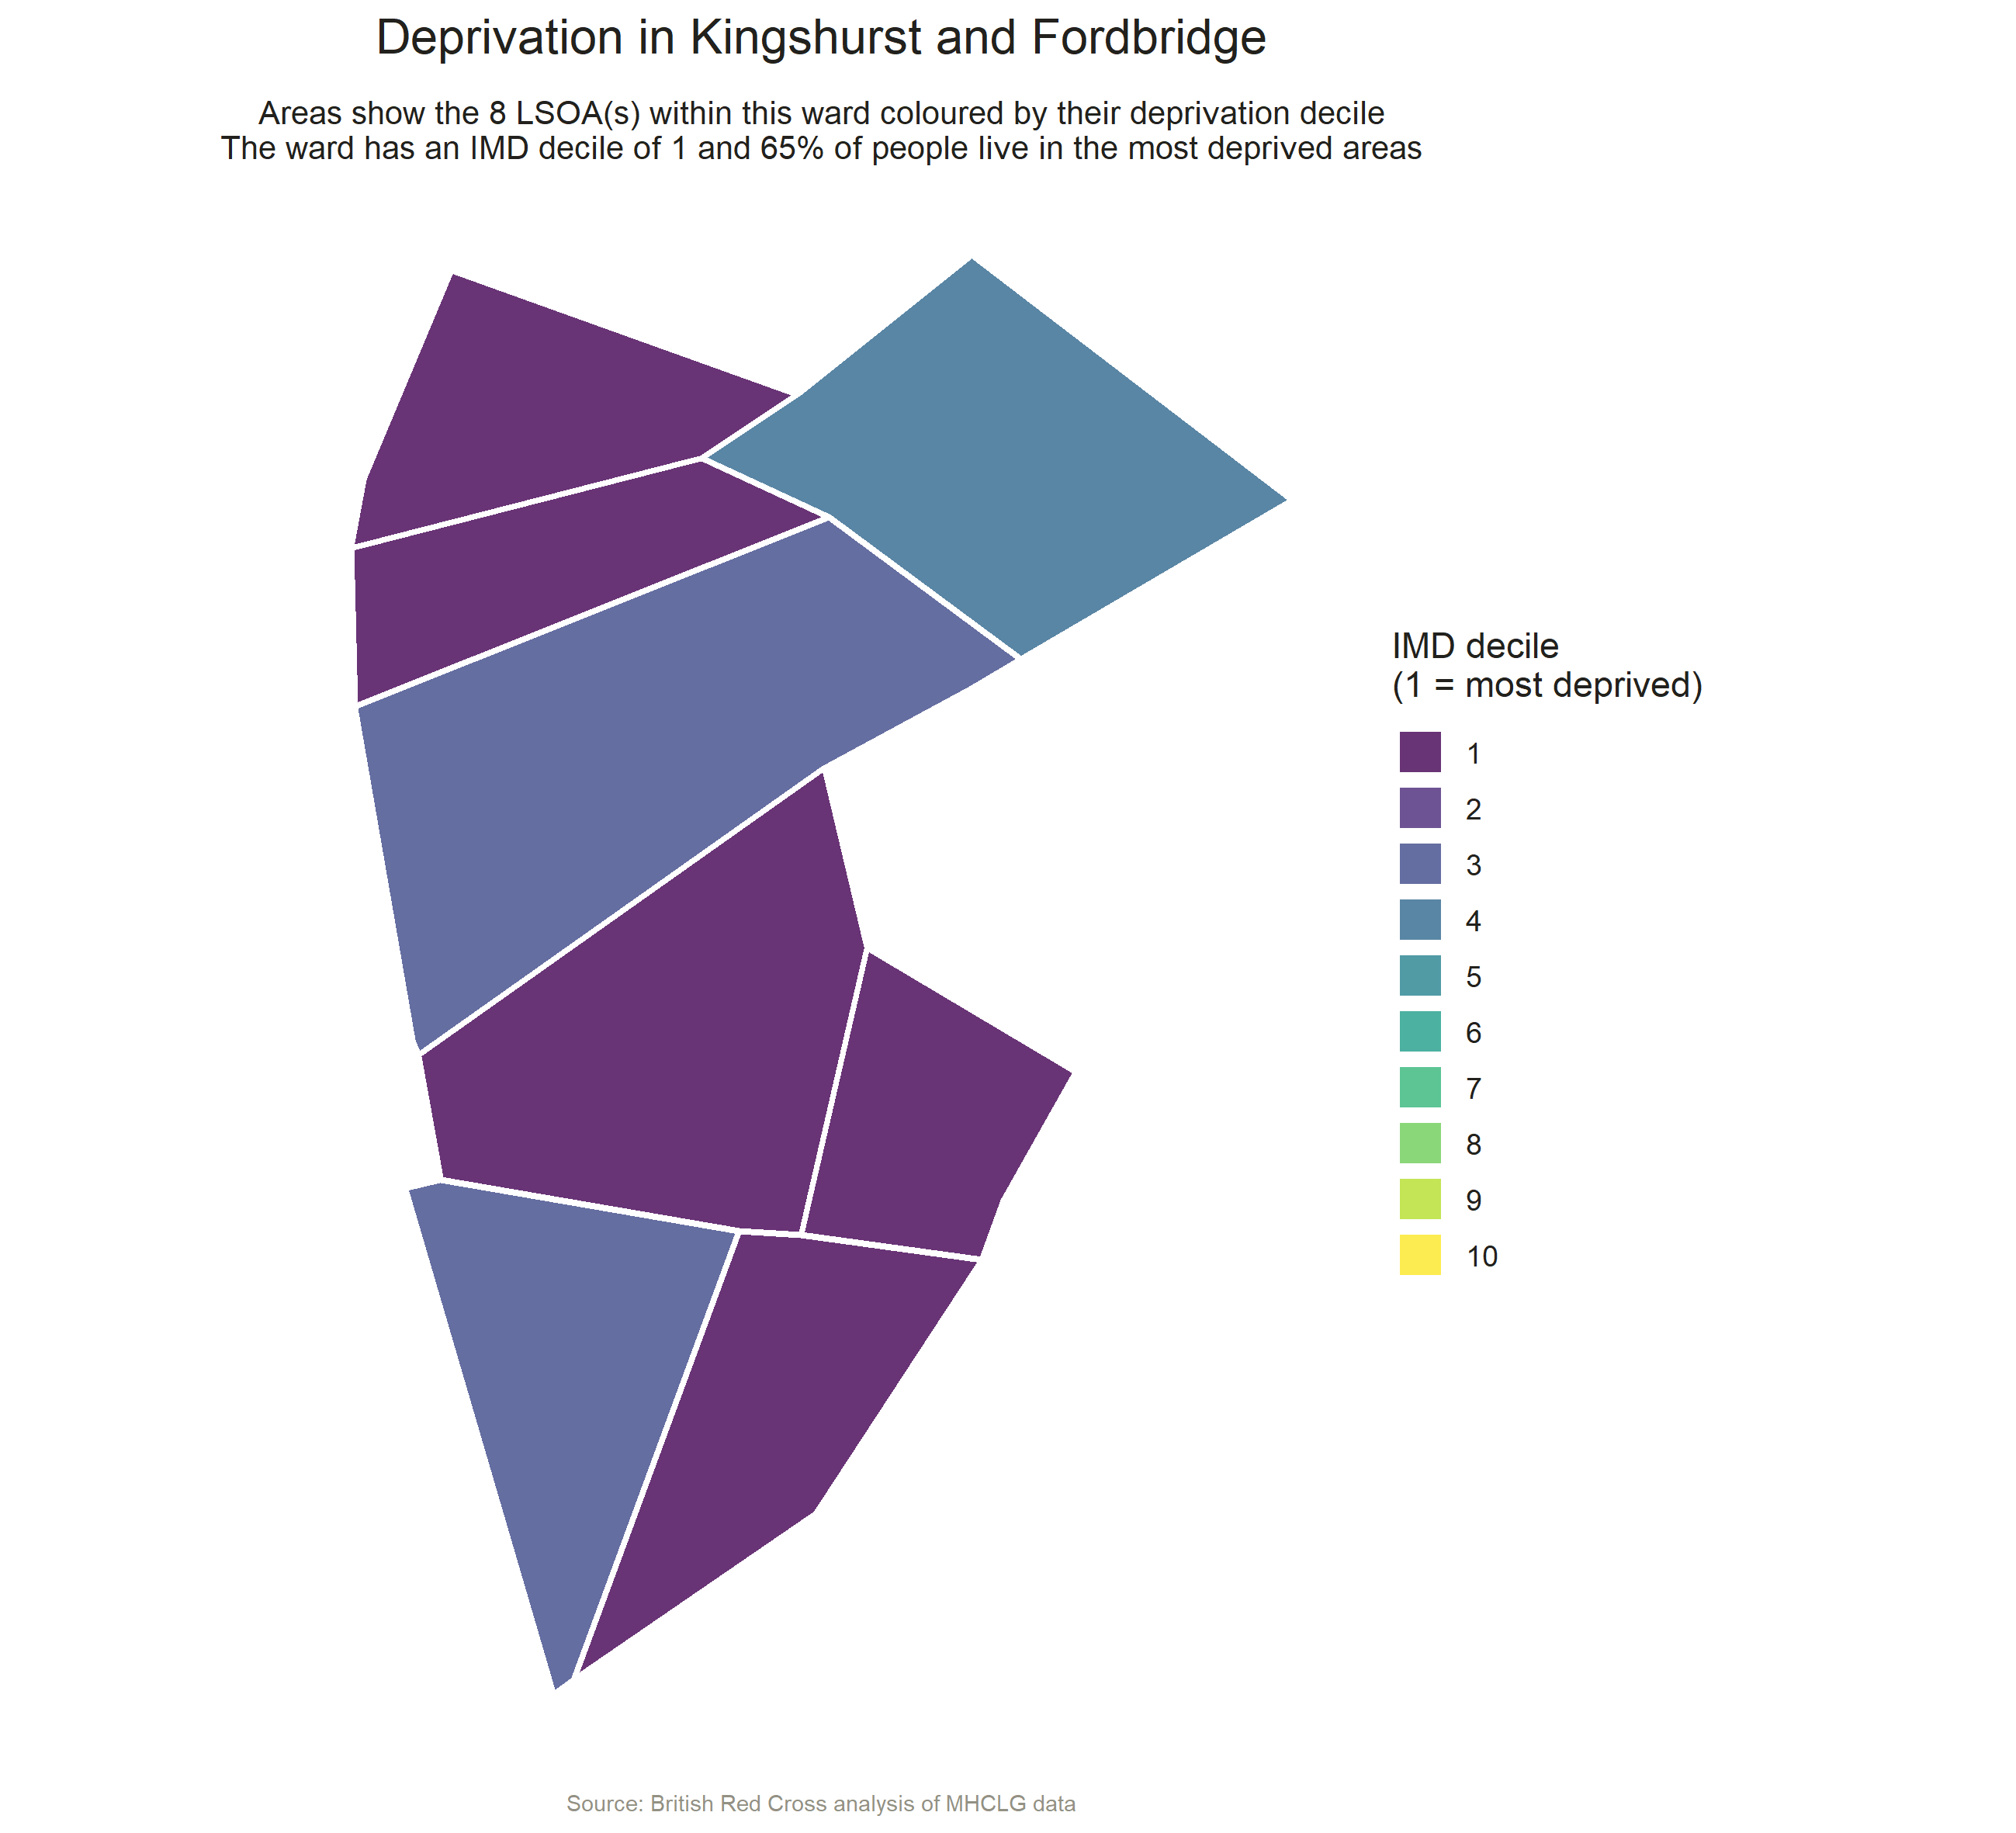 Deprivation in Kingshurst and Fordbridge
Areas show the 8 LSOA(s) within this ward coloured by their deprivation decile
The ward has an IMD decile of 1 and 65% of people live in the most deprived areas
IMD decile
(1 = most deprived)
1
2
3
4
5
6
7
8
9
10
Source: British Red Cross analysis of MHCLG data